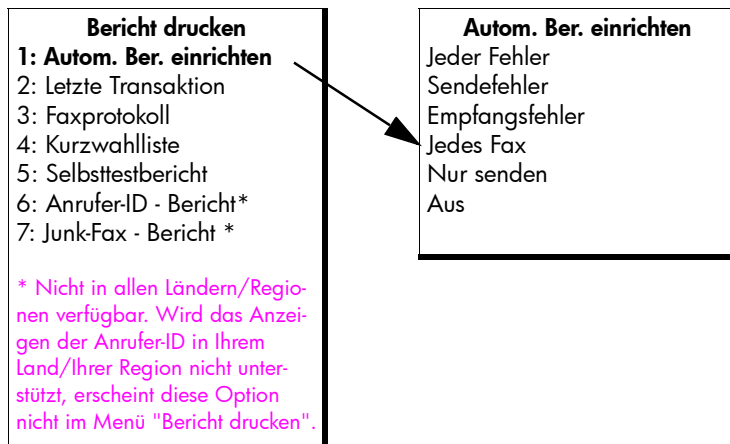 Bericht drucken
1: Autom. Ber. einrichten
2: Letzte Transaktion
3: Faxprotokoll
4: Kurzwahlliste
5: Selbsttestbericht
6: Anrufer-ID - Bericht*
7: Junk-Fax - Bericht *
* Nicht in allen Ländern/Regio-
nen verfügbar. Wird das Anzei-
gen der Anrufer-ID in Ihrem
Land/Ihrer Region nicht unter-
stützt, erscheint diese Option
nicht im Menü "Bericht drucken".
Autom. Ber. einrichten
Jeder Fehler
Sendefehler
Empfangsfehler
Jedes Fax
Nur senden
Aus